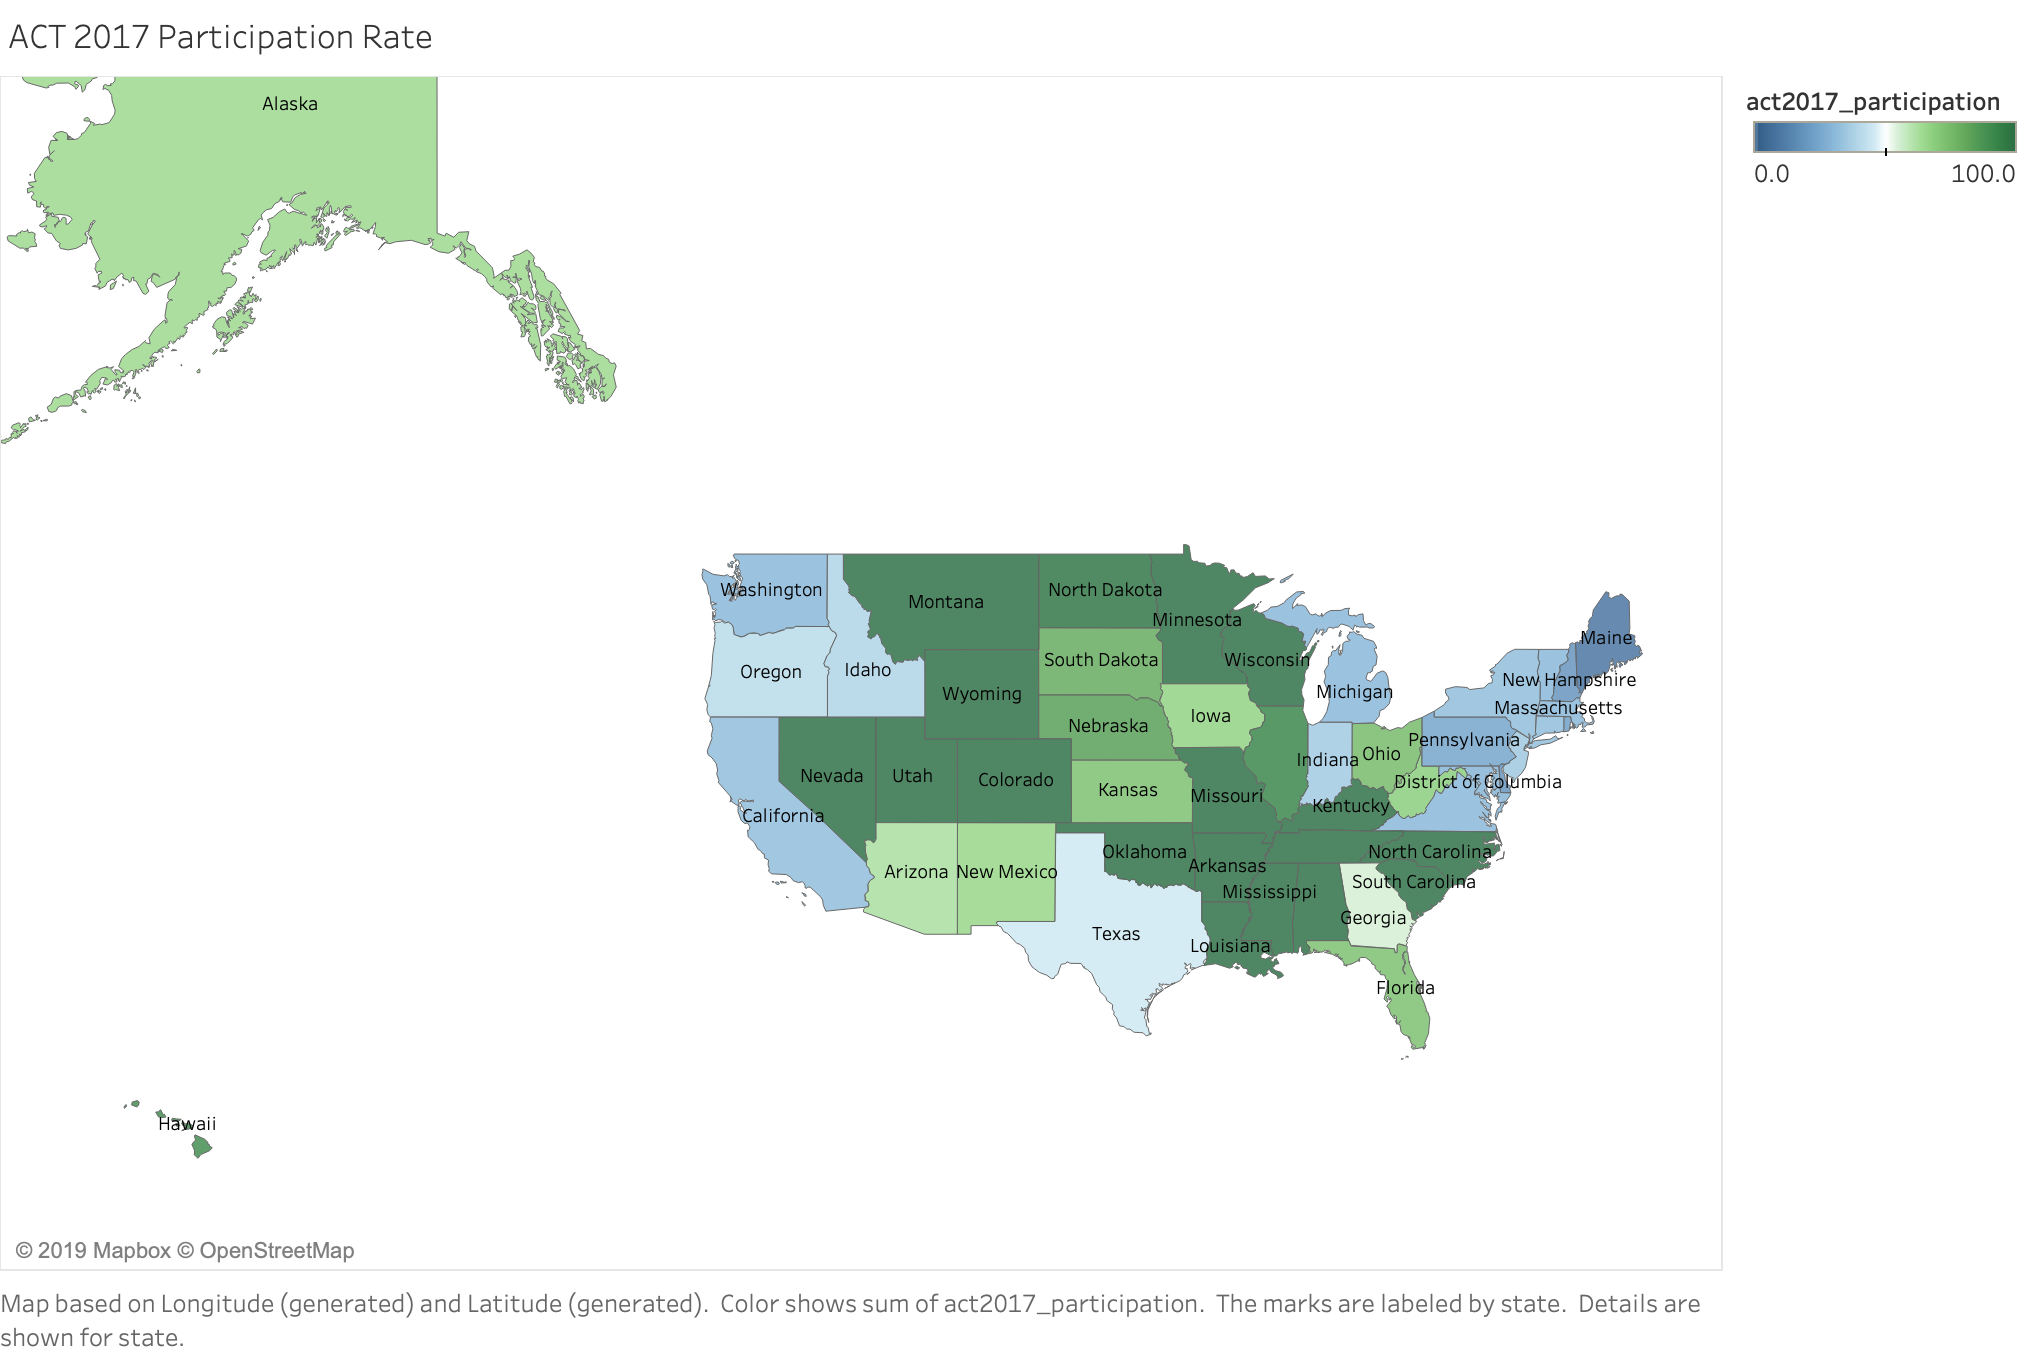 ACT 2017 Participation Rate
act2017_participation
0.0 100.0
Alaska
Washington
Montana
North Dakota
Minnesota
Maine
Oregon
Idaho
South Dakota
Wisconsin
Wyoming
Michigan
New Hampshire
Massachusetts
Nebraska
Iowa
Pennsylvania
Nevada
Utah
Colorado
Kansas
Indiana
Ohio
District of Columbia
Missouri
Kentucky
California
Arizona
New Mexico
Oklahoma
Arkansas
North Carolina
Mississippi
South Carolina
Georgia
Texas
Louisiana
Florida
Hawaii
© 2019 Mapbox © OpenStreetMap
Map based on Longitude (generated) and Latitude (generated). Color shows sum of act2017_participation. The marks are labeled by state. Details are
shown for state.